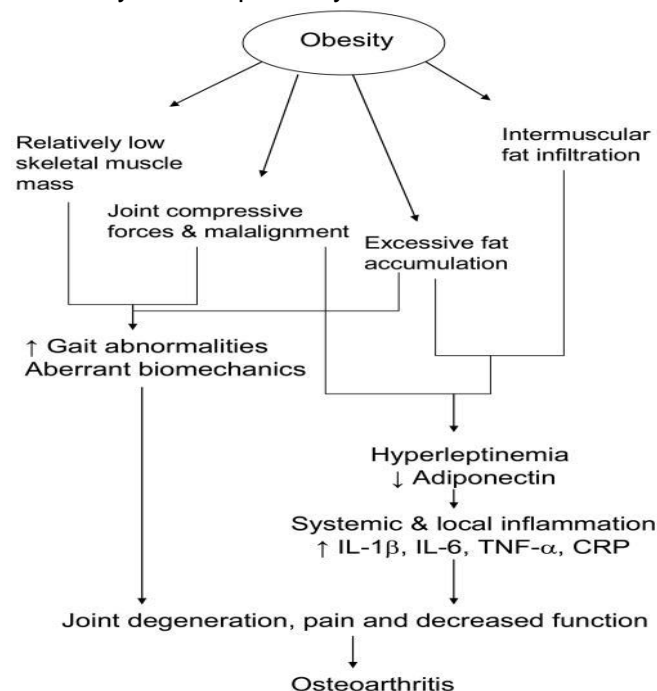 Obesity
Relatively low
skeletal muscle
mass
Intermuscular
fat infiltration
Joint compressive
forces & malalignment
Excessive fat
accumulation
↑ Gait abnormalities
Aberrant biomechanics
Hyperleptinemia
↓ Adiponectin
Systemic & local inflammation
↑ IL-1β, IL-6, TNF-α, CRP
Joint degeneration, pain and decreased function
Osteoarthritis